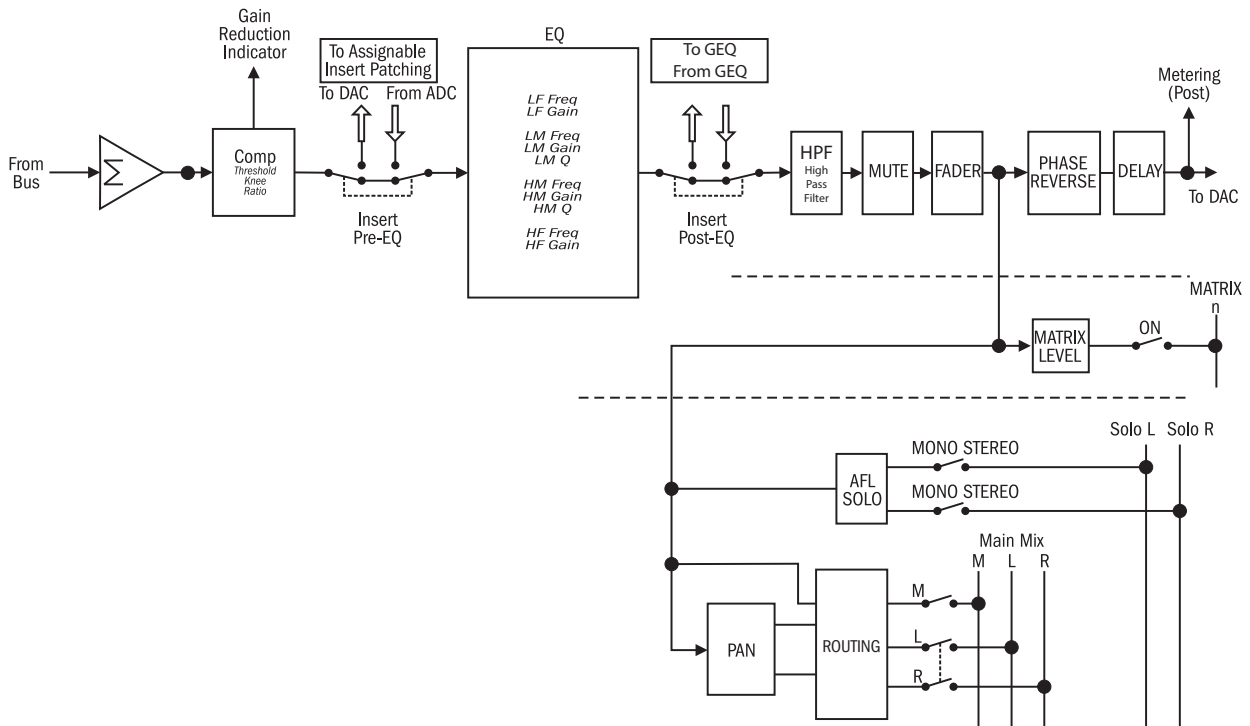 Gain
Reduction
Indicator
To Assignable
Insert Patching
To DAC
From ADC
EQ
To GEQ
From GEQ
Metering
(Post)
From
Bus
Σ
Comp
Threshold
Knee
Ratio
Insert
Pre-EQ
LF Freq
LF Gain
LM Freq
LM Gain
LM Q
HM Freq
HM Gain
HM Q
HF Freq
HF Gain
Insert
Post-EQ
HPF
High
Pass
Filter
MUTE
FADER
PHASE
REVERSE
DELAY
To DAC
MATRIX
n
MATRIX
LEVEL
ON
Solo L
Solo R
AFL
SOLO
MONO STEREO
MONO STEREO
Main Mix
M
L
R
PAN
ROUTING
M
L
R